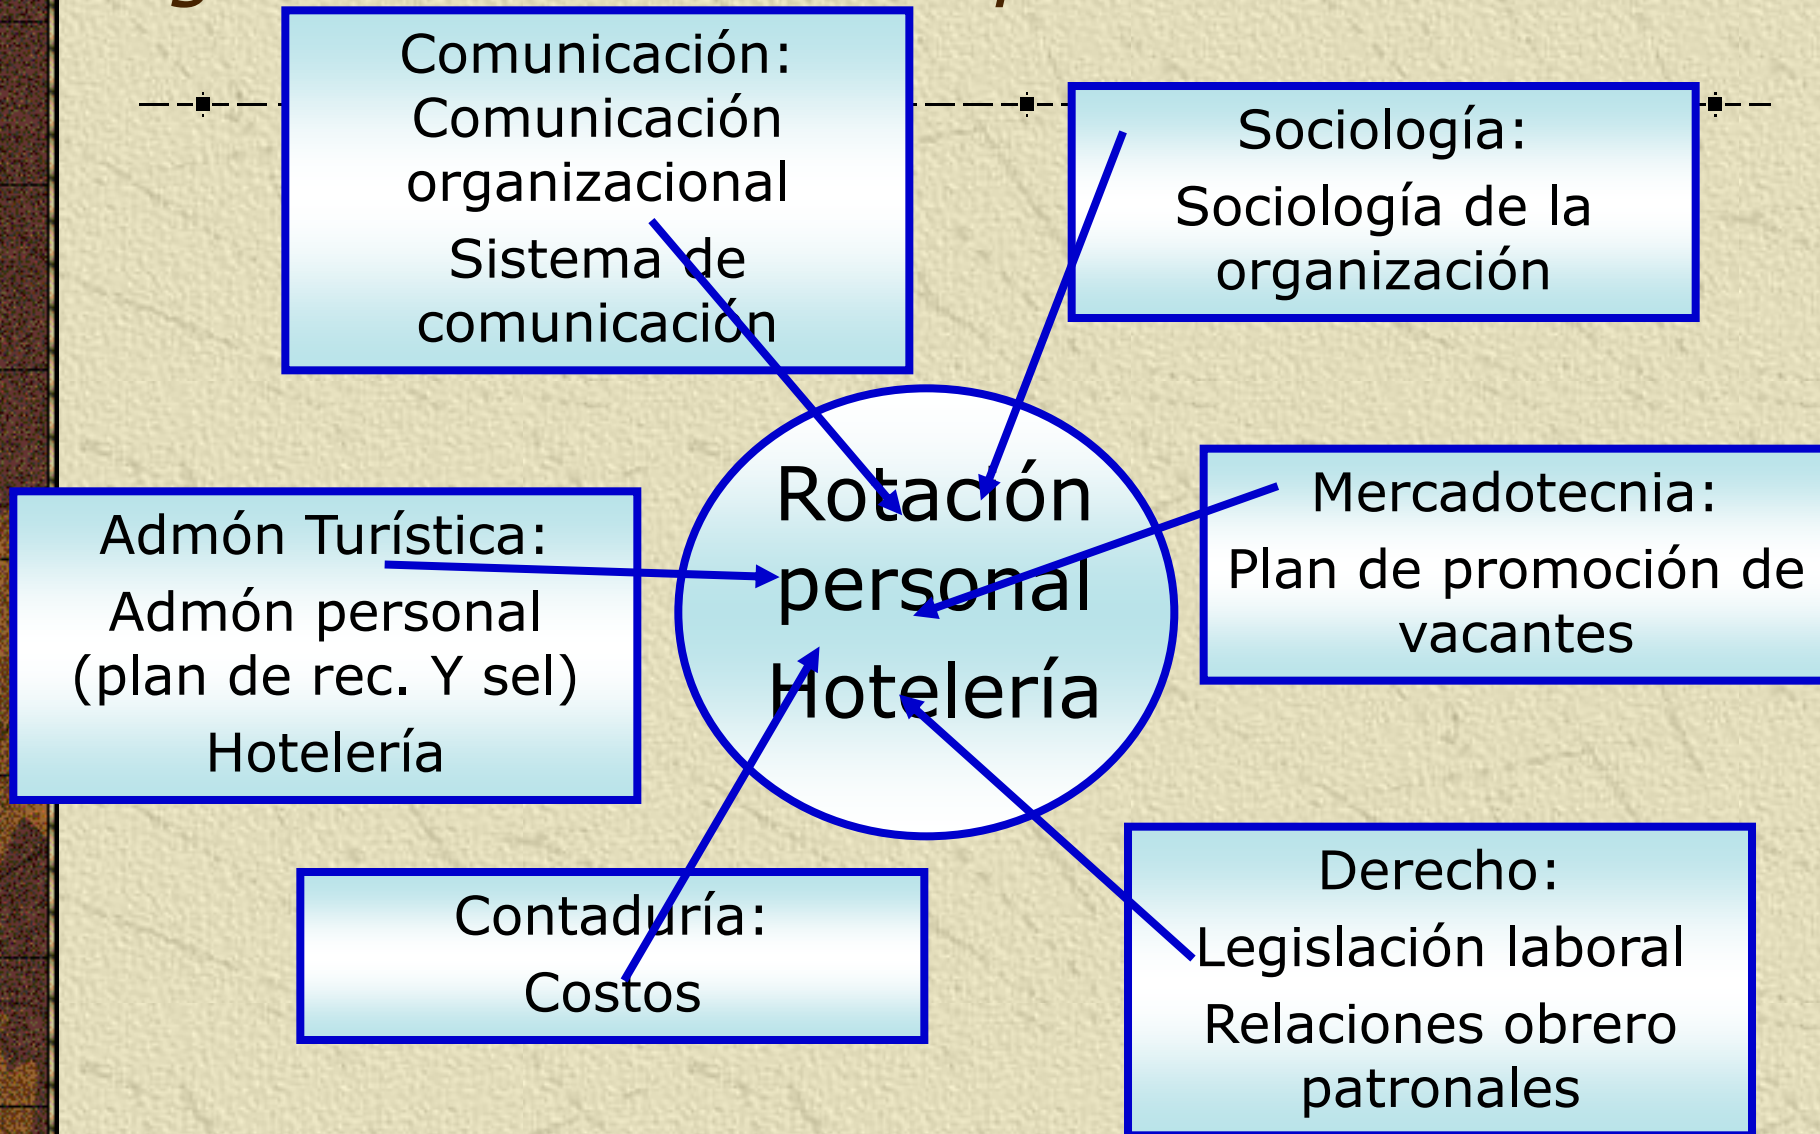 Comunicación:
Comunicación
organizacional
Sistema de
comunicación
Sociología:
Sociología de la
organización
Rotación
personal
Hotelería
Mercadotecnia:
Plan de promoción de
vacantes
Admón Turística:
Admón personal
(plan de rec. Y sel)
Hotelería
Contaduría:
Costos
Derecho:
Legislación laboral
Relaciones obrero
patronales